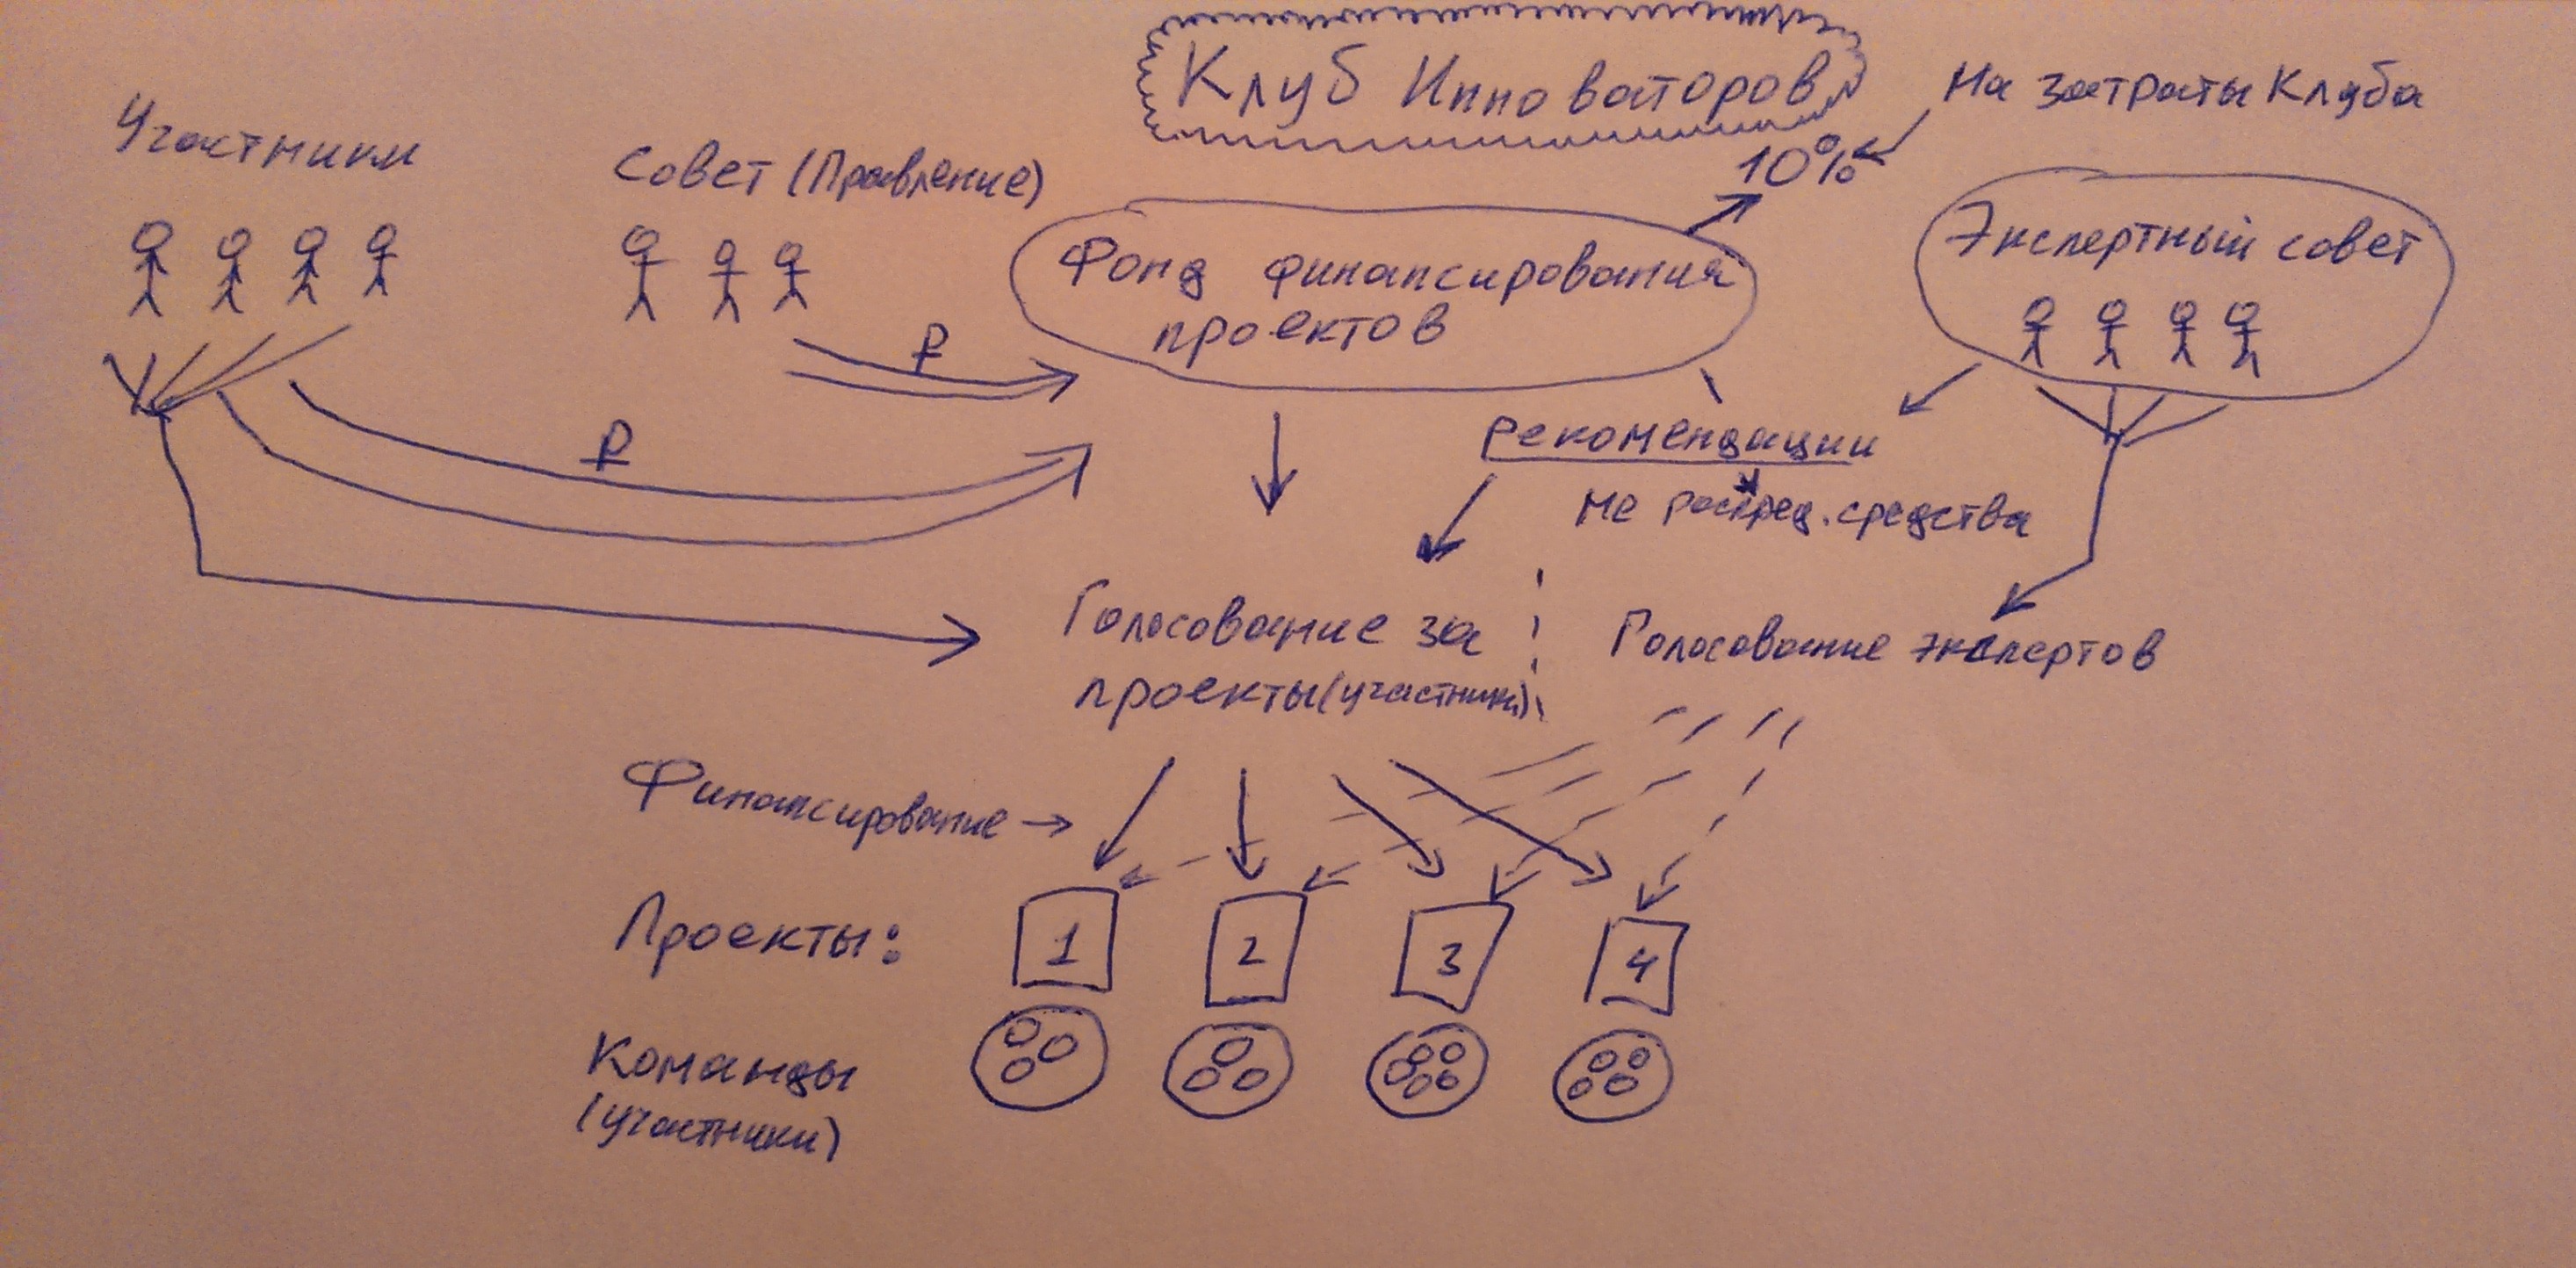 Клуб Инноваторов
На затраты Клуба
10%
Участники
Совет (Правление)
Фонд финансирования
проектов
Экспертный совет
₽
₽
рекомендации
не распред. средства
Голосование за
проекты (участники)
Голосование экспертов
Финансирование →
Проекты:
1
2
3
4
Команды
(участники)